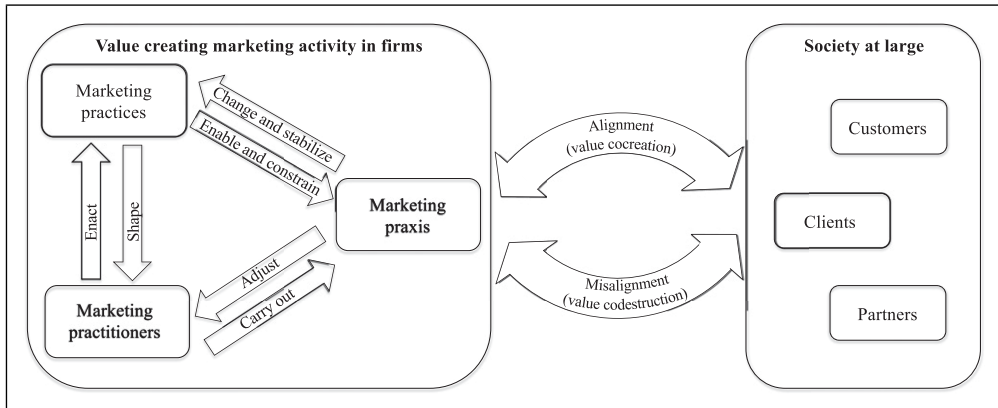 Value creating marketing activity in firms
Marketing
practices
Change and stabilize
Enable and constrain
Enact
Shape
Marketing
praxis
Adjust
Carry out
Marketing
practitioners
Alignment
(value cocreation)
Misalignment
(value codestruction)
Society at large
Customers
Clients
Partners